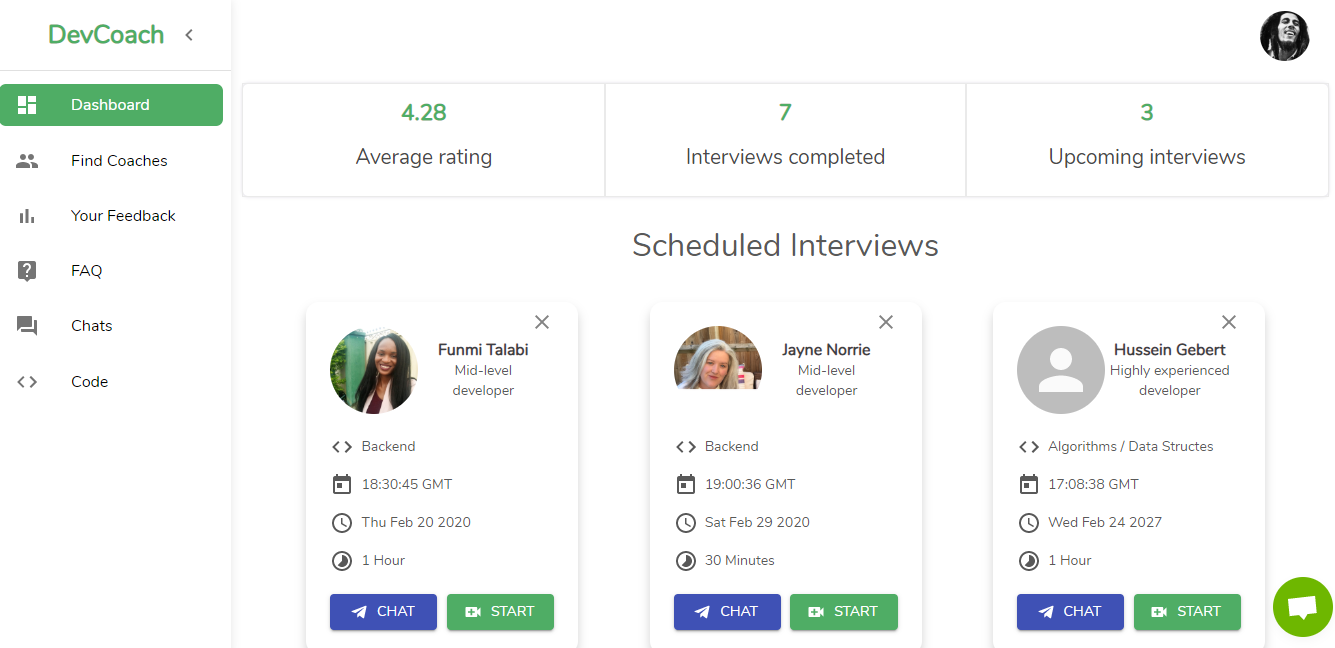 DevCoach
Dashboard
Find Coaches
Your Feedback
FAQ
Chats
Code
4.28
Average rating
7
Interviews completed
3
Upcoming interviews
Scheduled Interviews
Funmi Talabi
Mid-level
developer
Backend
18:30:45 GMT
Thu Feb 20 2020
1 Hour
CHAT
START
Jayne Norrie
Mid-level
developer
Backend
19:00:36 GMT
Sat Feb 29 2020
30 Minutes
CHAT
START
Hussein Gebert
Highly experienced
developer
Algorithms / Data Structes
17:08:38 GMT
Wed Feb 24 2027
1 Hour
CHAT
START